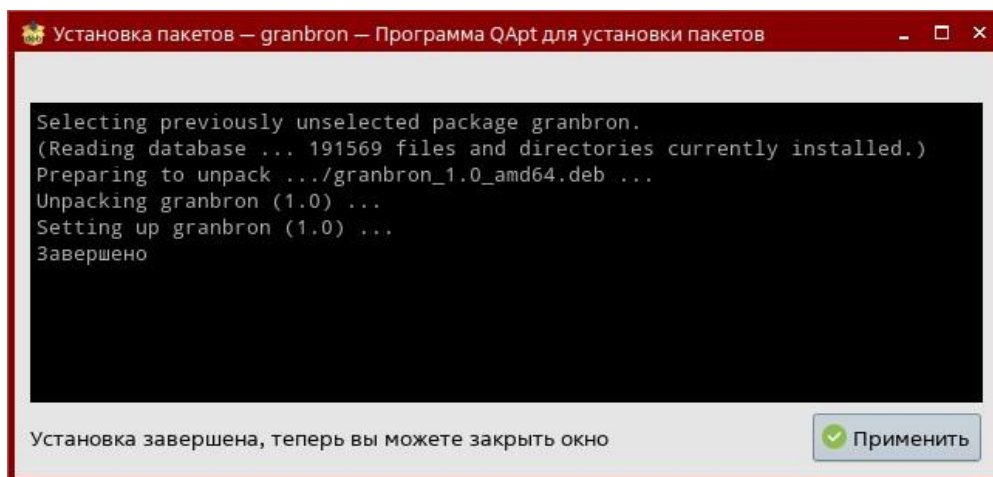 Установка пакетов — granbron — Программа QApt для установки пакетов
Selecting previously unselected package granbron.
(Reading database ... 191569 files and directories currently installed.)
Preparing to unpack .../granbron_1.0_amd64.deb ...
Unpacking granbron (1.0) ...
Setting up granbron (1.0) ...
Завершено
Установка завершена, теперь вы можете закрыть окно
Применить